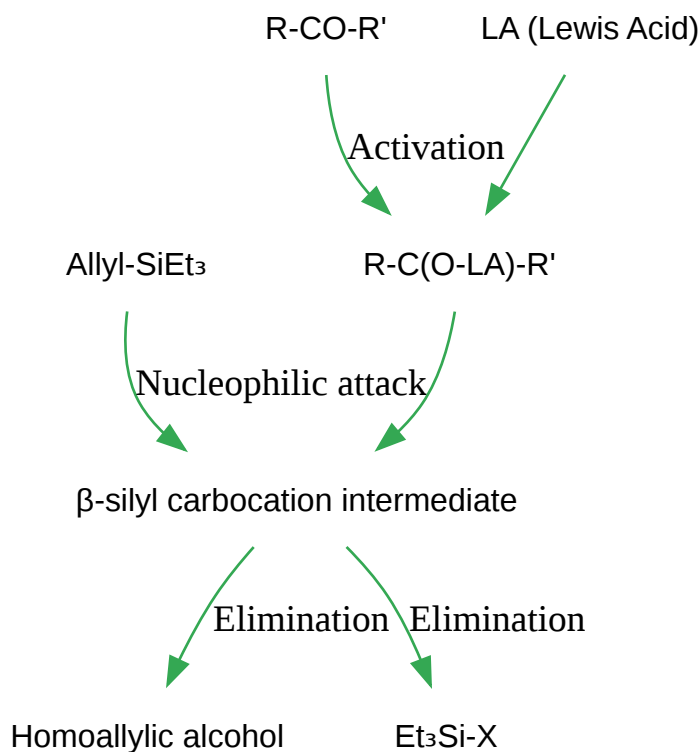 R-CO-R'
LA (Lewis Acid)
Activation
Allyl-SiEt₃
R-C(O-LA)-R'
Nucleophilic attack
β-silyl carbocation intermediate
Elimination
Elimination
Homoallylic alcohol
Et₃Si-X